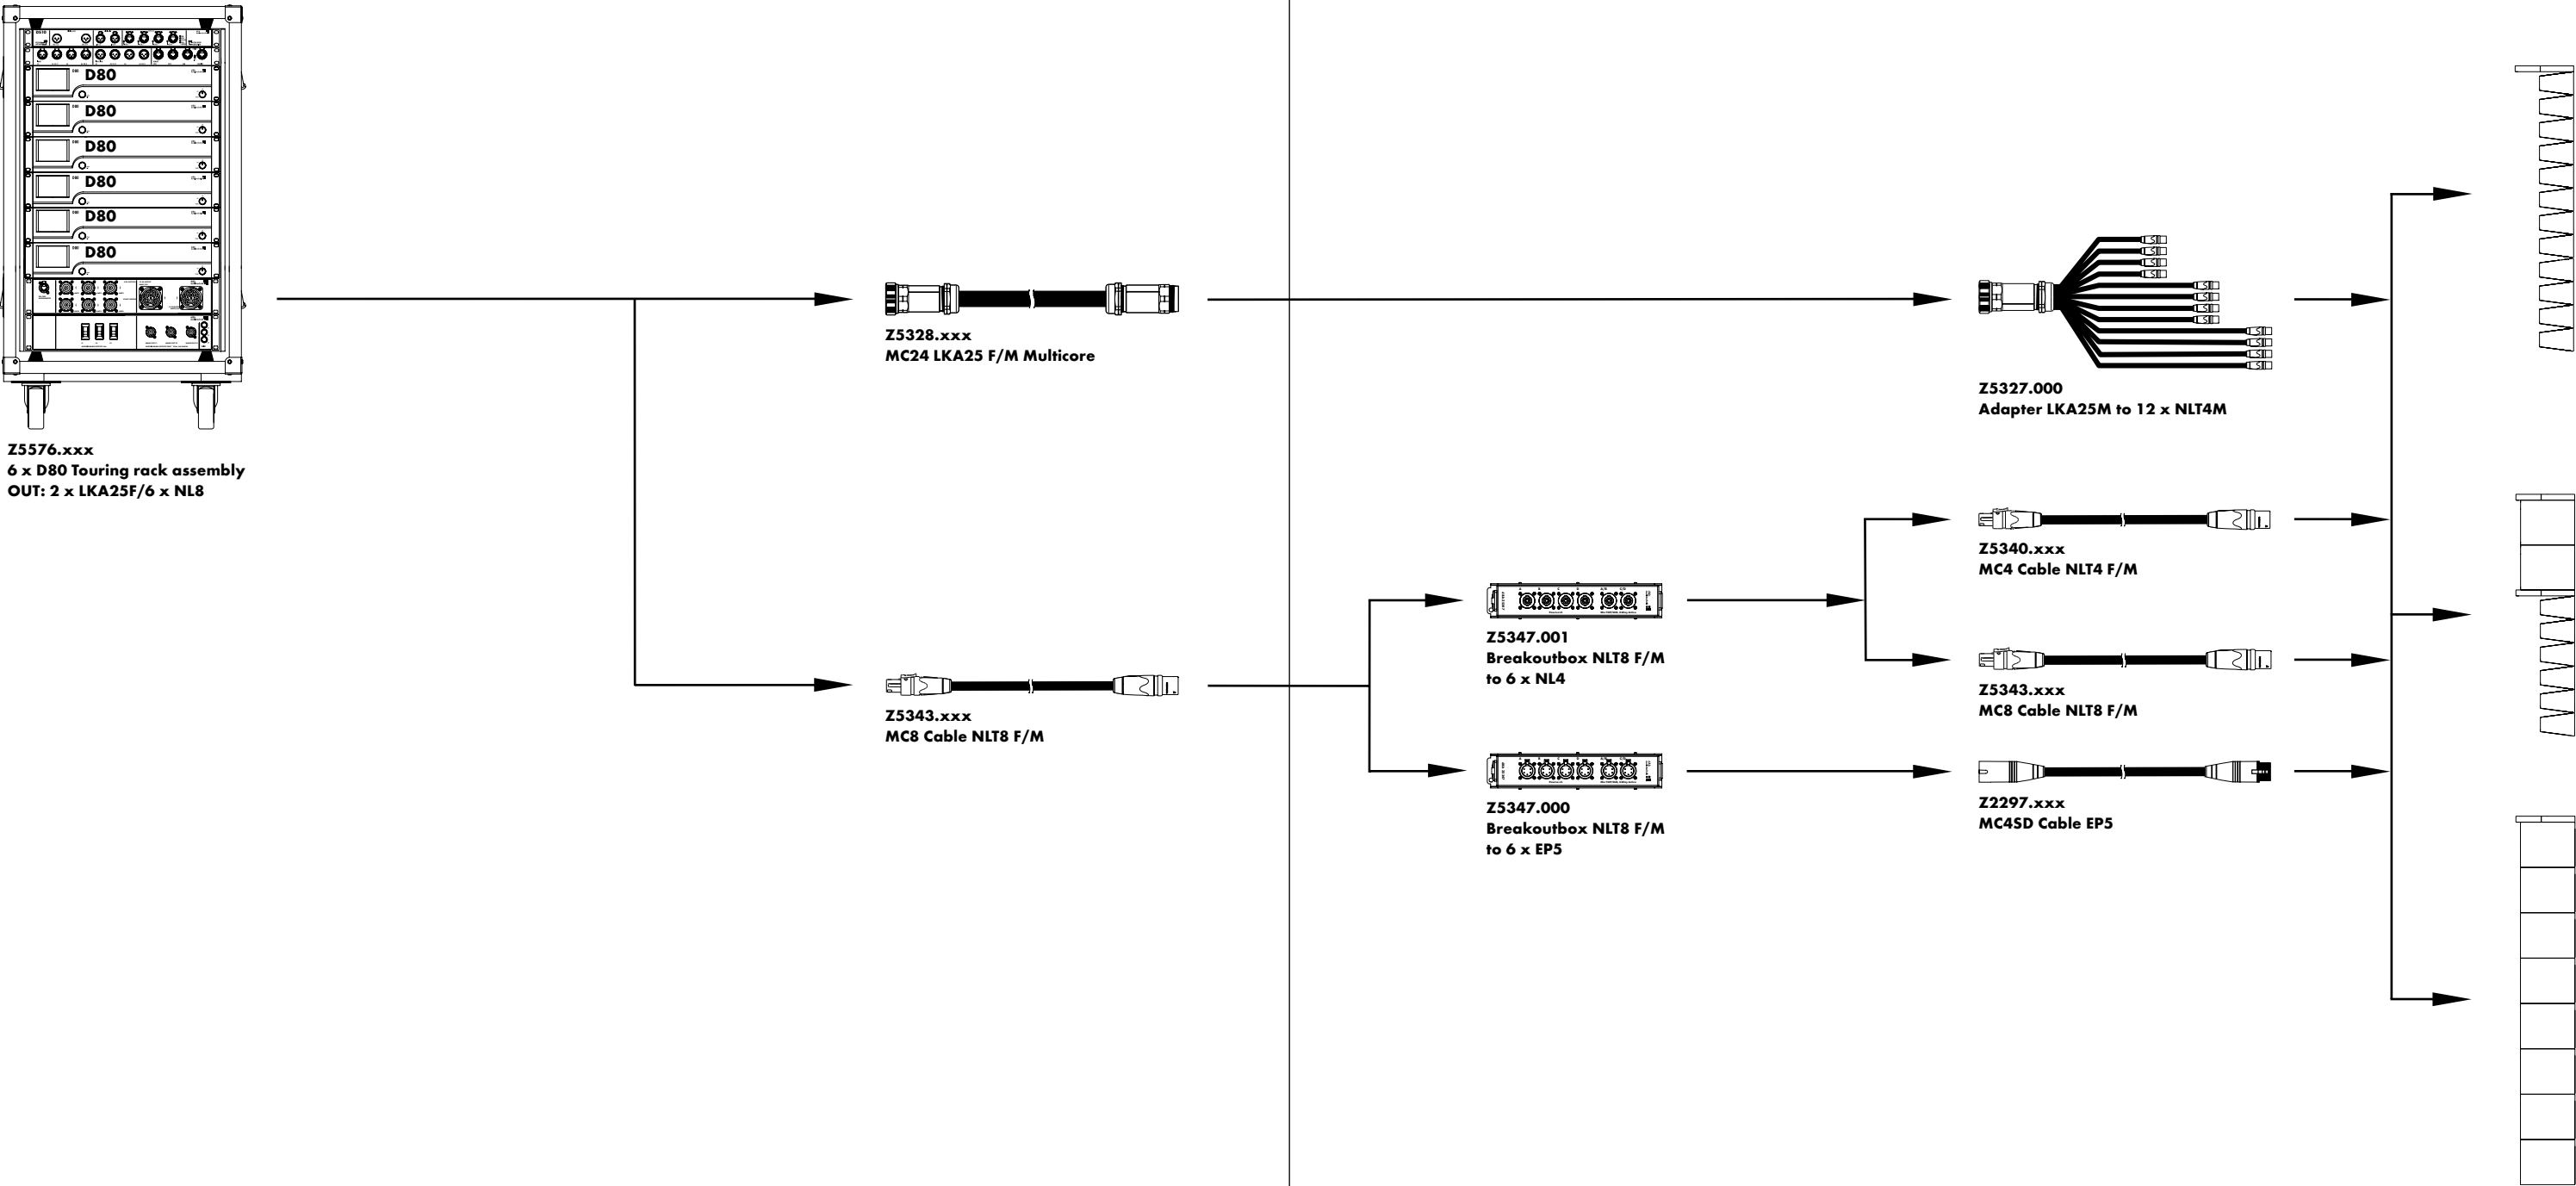 D80
D80
D80
D80
D80
D80
Z5576.xxx
6 x D80 Touring rack assembly
OUT: 2 x LKA25F/6 x NL8
Z5328.xxx
MC24 LKA25 F/M Multicore
Z5327.000
Adapter LKA25M to 12 x NLT4M
Z5343.xxx
MC8 Cable NLT8 F/M
Z5347.001
Breakoutbox NLT8 F/M
to 6 x NL4
Z5347.000
Breakoutbox NLT8 F/M
to 6 x EP5
Z5340.xxx
MC4 Cable NLT4 F/M
Z5343.xxx
MC8 Cable NLT8 F/M
Z2297.xxx
MC4SD Cable EP5